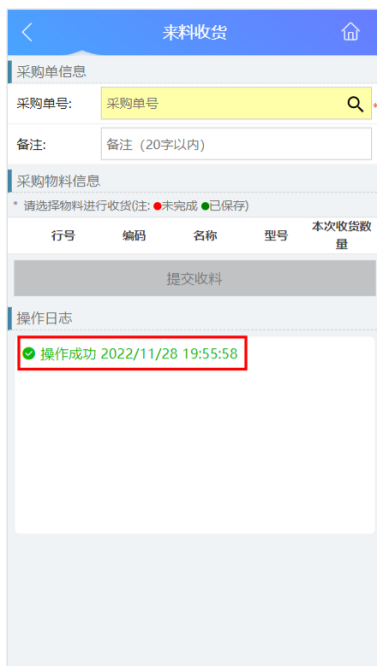 来料收货
采购单信息
采购单号: 采购单号 *
备注: 备注（20字以内）
采购物料信息
* 请选择物料进行收货(注: ●未完成 ●已保存)
行号 编码 名称 型号 本次收货数量
提交收料
操作日志
操作成功 2022/11/28 19:55:58